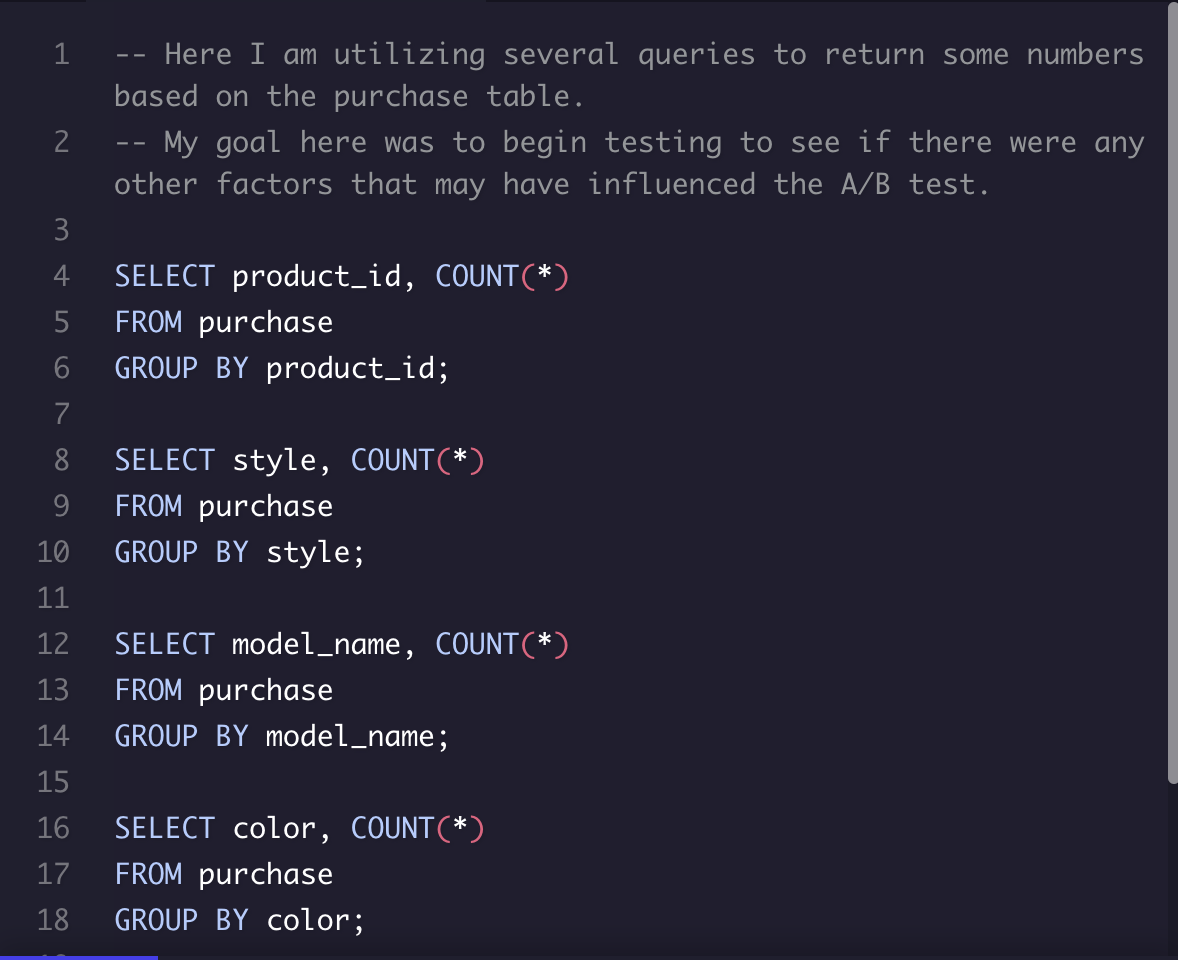 1 -- Here I am utilizing several queries to return some numbers
based on the purchase table.
2 -- My goal here was to begin testing to see if there were any
other factors that may have influenced the A/B test.
3
4 SELECT product_id, COUNT(*)
5 FROM purchase
6 GROUP BY product_id;
7
8 SELECT style, COUNT(*)
9 FROM purchase
10 GROUP BY style;
11
12 SELECT model_name, COUNT(*)
13 FROM purchase
14 GROUP BY model_name;
15
16 SELECT color, COUNT(*)
17 FROM purchase
18 GROUP BY color;